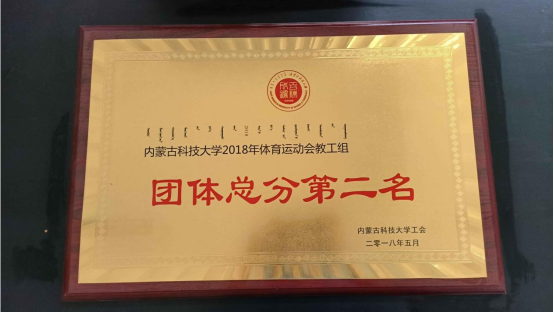 内蒙古科技大学2018年体育运动会教工组
团体总分第二名
内蒙古科技大学工会
二零一八年五月